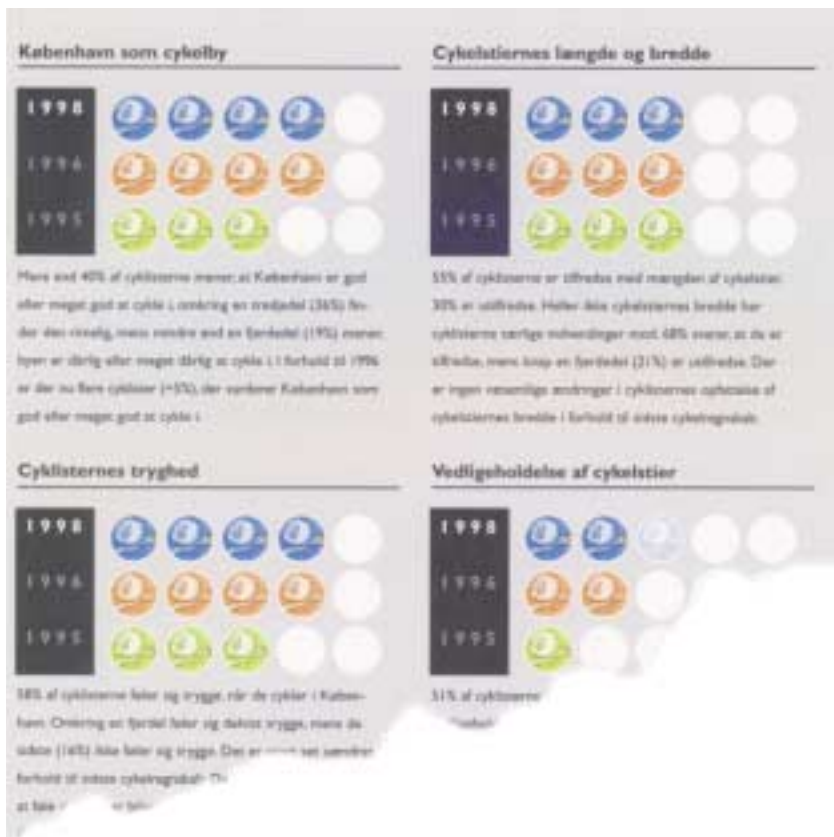 København som cykelby
1998
1996
1995
Mere end 40% af cyklisterne mener, at København er god
eller meget god at cykle i, omkring en tredjedel (36%) fin-
der den rimelig, mens mindre end en fjerdedel (19%) mener
byen er dårlig eller meget dårlig at cykle i. I forhold til 1996
er der nu flere cyklister (+5%), der vurderer København som
god eller meget god at cykle i.
Cykelstiernes længde og bredde
1998
1996
1995
55% af cyklisterne er tilfredse med mængden af cykelstier.
30% er utilfredse. Heller ikke cykelstiernes bredde har
cyklisterne særlige indvendinger mod. 68% mener, at de er
tilfredse, mens knap en fjerdedel (21%) er utilfredse. Der
er ingen væsentlige ændringer i cyklisternes opfattelse af
cykelstiernes bredde i forhold til sidste cykelregnskab.
Cyklisternes tryghed
1998
1996
1995
58% af cyklisterne føler sig trygge, når de cykler i Køben-
havn. Omkring en fjerdel føler sig delvist trygge, mens de
sidste (16%) ikke føler sig trygge. Det er set uændret
forhold til sidste cykelregnskab.
at føle
Vedligeholdelse af cykelstier
1998
1996
1995
51% af cyklisterne